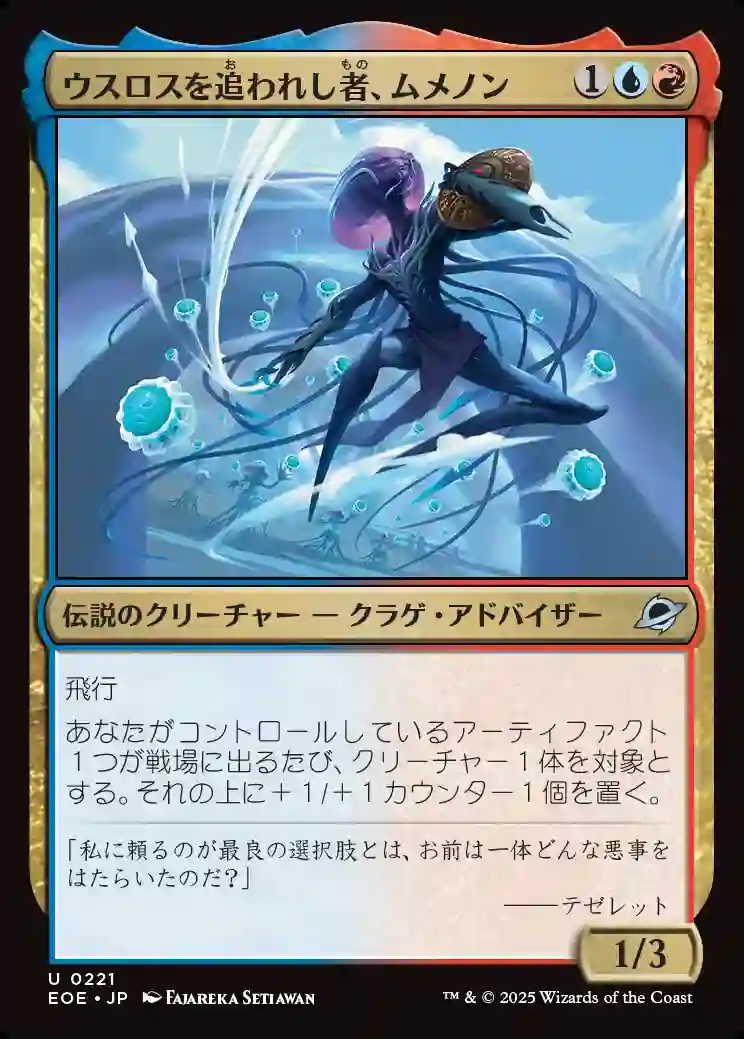 ウスロスを追われし者、ムメノン
お
もの
1
伝説のクリーチャー ― クラゲ・アドバイザー
飛行
あなたがコントロールしているアーティファクト
１つが戦場に出るたび、クリーチャー１体を対象と
する。それの上に＋１/＋１カウンター１個を置く。
「私に頼るのが最良の選択肢とは、お前は一体どんな悪事を
はたらいたのだ？」
――テゼレット
1/3
U 0221
EOE • JP Fajareka Setiawan
™ & © 2025 Wizards of the Coast